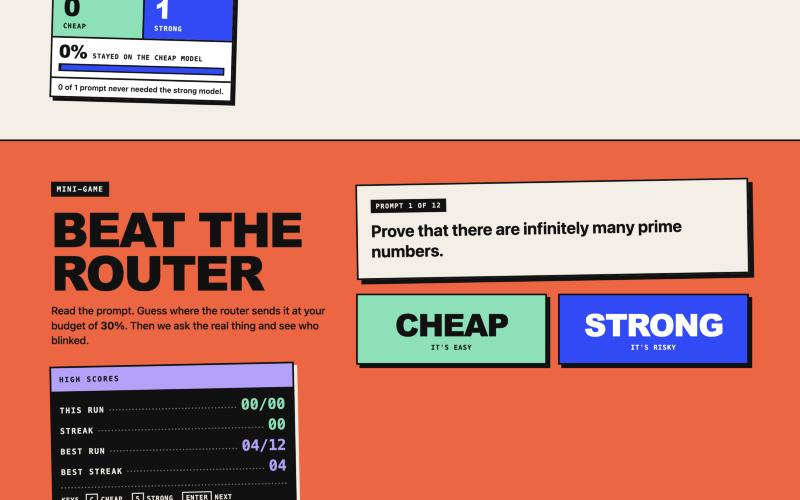 0
CHEAP
1
STRONG
0% STAYED ON THE CHEAP MODEL
0 of 1 prompt never needed the strong model.
MINI-GAME
BEAT THE
ROUTER
Read the prompt. Guess where the router sends it at your
budget of 30%. Then we ask the real thing and see who
blinked.
HIGH SCORES
THIS RUN 00/00
STREAK 00
BEST RUN 04/12
BEST STREAK 04
KEYS C CHEAP S STRONG ENTER NEXT
PROMPT 1 OF 12
Prove that there are infinitely many prime
numbers.
CHEAP
IT'S EASY
STRONG
IT'S RISKY